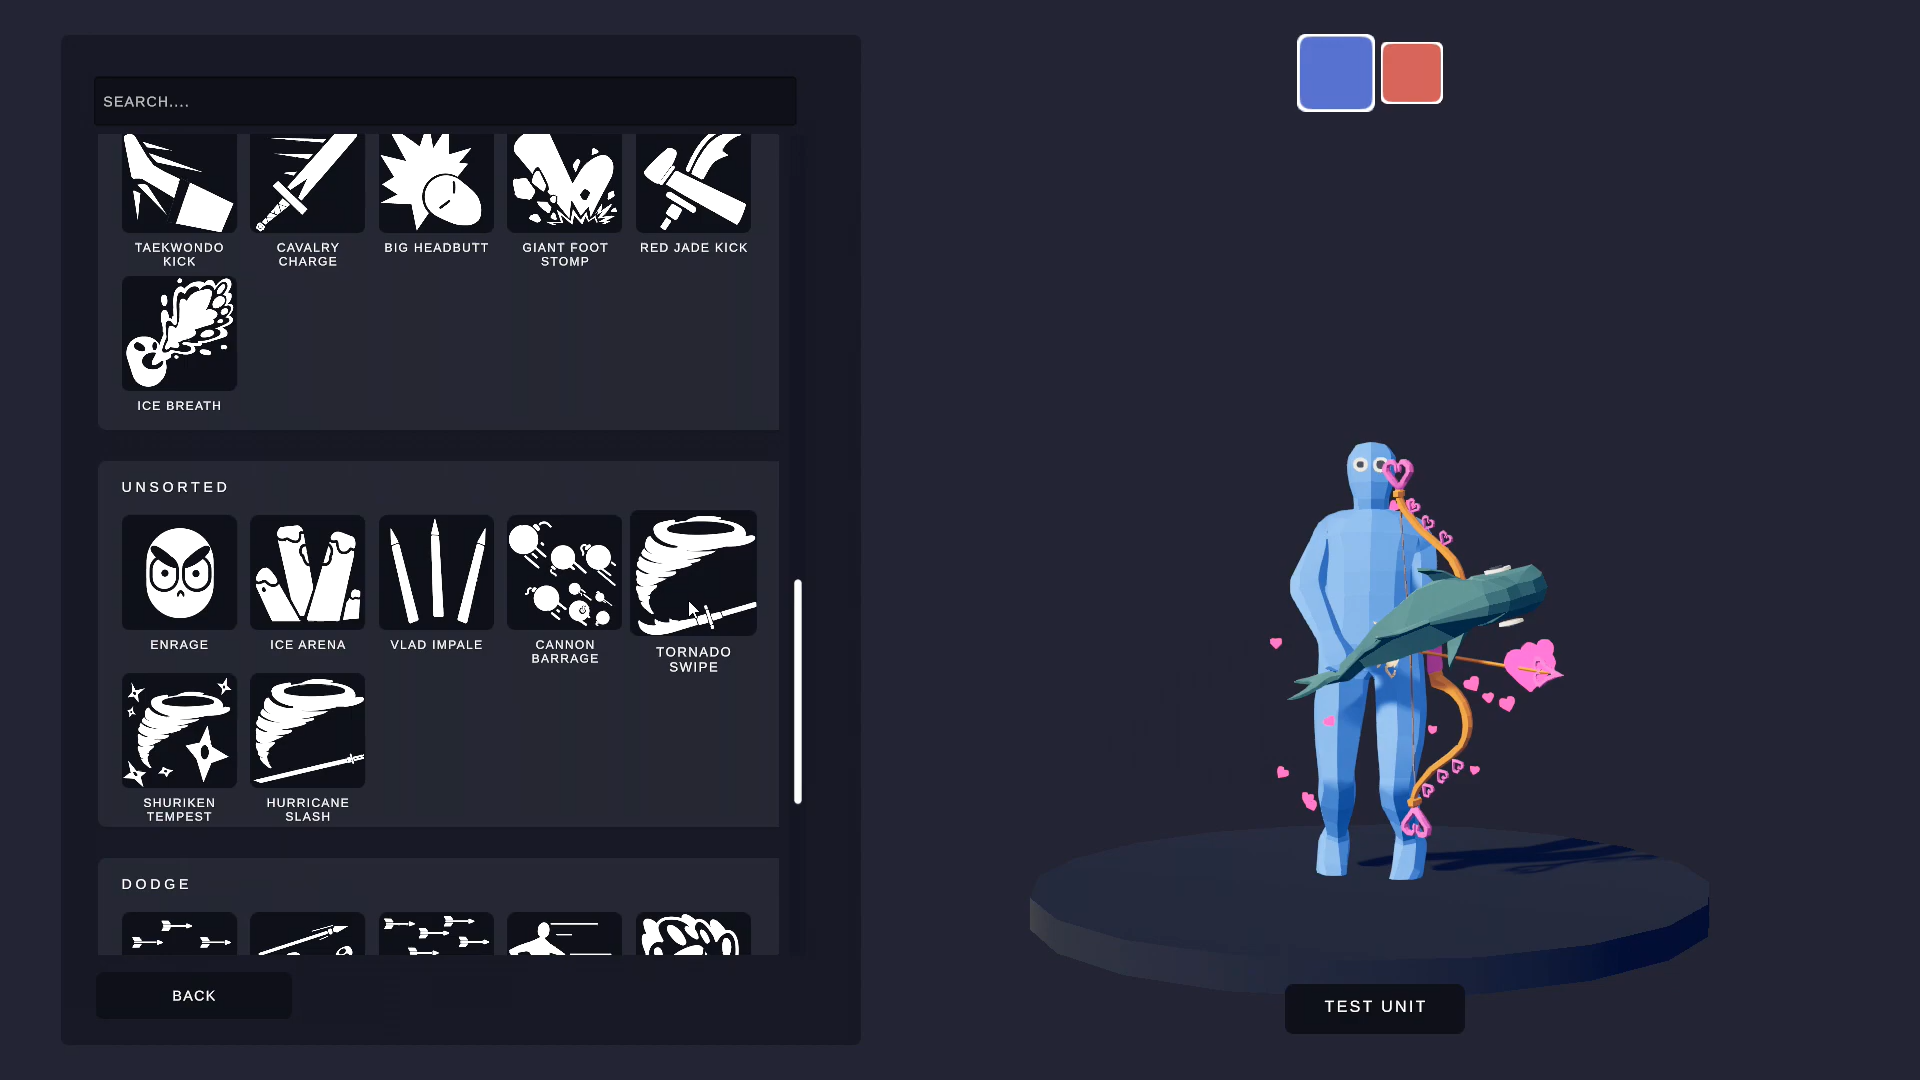 SEARCH....
TAEKWONDO
KICK
CAVALRY
CHARGE
BIG HEADBUTT
GIANT FOOT
STOMP
RED JADE KICK
ICE BREATH
UNSORTED
ENRAGE
ICE ARENA
VLAD IMPALE
CANNON
BARRAGE
TORNADO
SWIPE
SHURIKEN
TEMPEST
HURRICANE
SLASH
DODGE
BACK
TEST UNIT